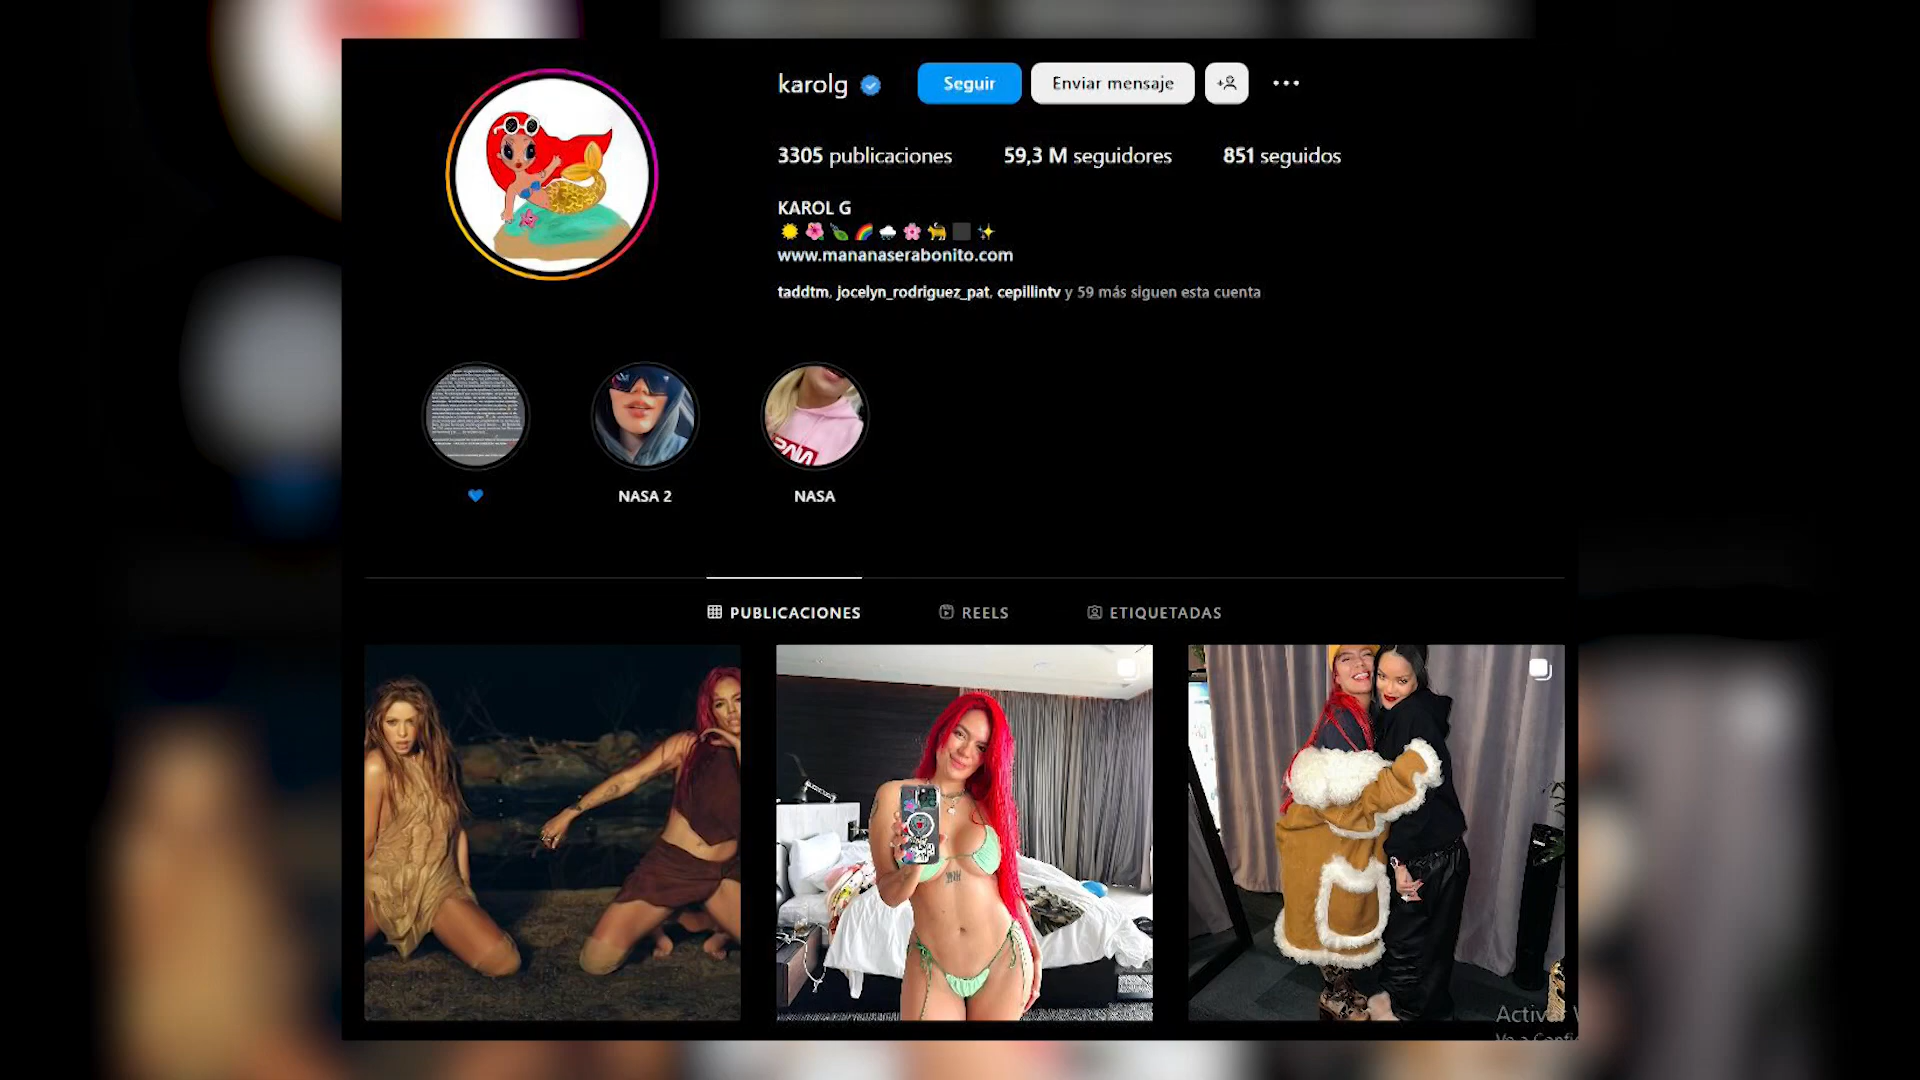 karolg
Seguir
Enviar mensaje
3305 publicaciones
59,3 M seguidores
851 seguidos
KAROL G
www.mananaserabonito.com
taddtm, jocelyn_rodriguez_pat, cepillintv y 59 más siguen esta cuenta
NASA 2
NASA
PUBLICACIONES
REELS
ETIQUETADAS
Activar